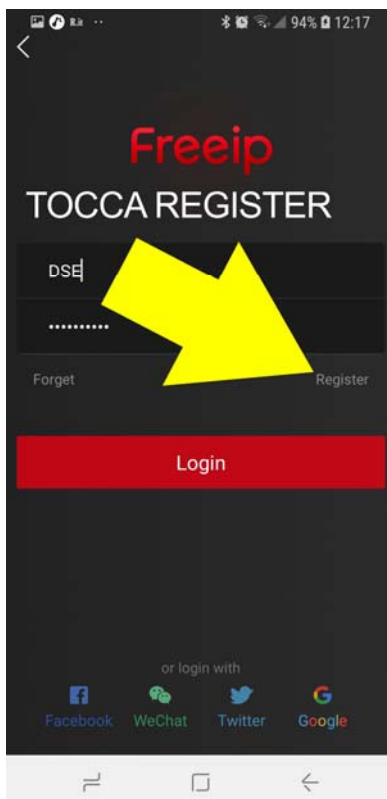 94% 12:17
Freeip
TOCCA REGISTER
DSE
••••••••••
Forget Register
Login
or login with
Facebook WeChat Twitter Google